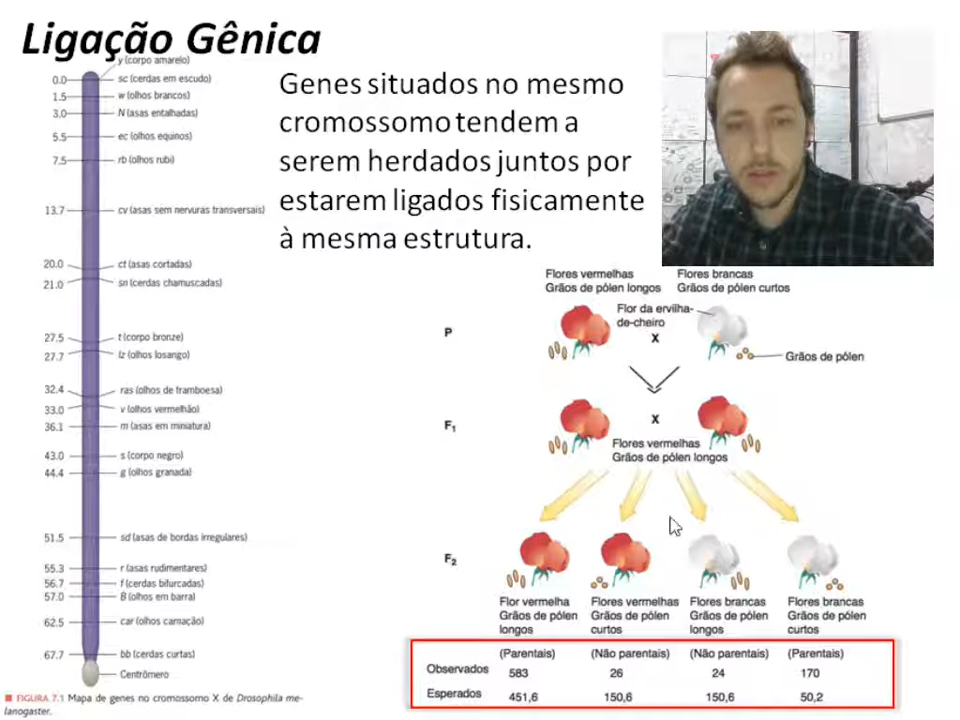 Ligação Gênica
y (corpo amarelo)
0.0 sc (cerdas em escudo)
1.5 w (olhos brancos)
3.0 N (asas entalhadas)
5.5 ec (olhos equinos)
7.5 rb (olhos rubi)
13.7 cv (asas sem nervuras transversais)
20.0 ct (asas cortadas)
21.0 sn (cerdas chamuscadas)
27.5 t (corpo bronze)
27.7 lz (olhos losango)
32.4 ras (olhos de framboesa)
33.0 v (olhos vermelhão)
36.1 m (asas em miniatura)
43.0 s (corpo negro)
44.4 g (olhos granada)
51.5 sd (asas de bordas irregulares)
55.3 r (asas rudimentares)
56.7 f (cerdas bifurcadas)
57.0 B (olhos em barra)
62.5 car (olhos carnação)
67.7 bb (cerdas curtas)
Centrômero
FIGURA 7.1 Mapa de genes no cromossomo X de Drosophila me-
lanogaster.
Genes situados no mesmo
cromossomo tendem a
serem herdados juntos por
estarem ligados fisicamente
à mesma estrutura.
Flores vermelhas Flores brancas
Grãos de pólen longos Grãos de pólen curtos
Flor da ervilha-
de-cheiro
P X
Grãos de pólen
F1 X
Flores vermelhas
Grãos de pólen longos
F2
Flor vermelha Flores vermelhas Flores brancas Flores brancas
Grãos de pólen Grãos de pólen Grãos de pólen Grãos de pólen
longos curtos longos curtos
(Parentais) (Não parentais) (Não parentais) (Parentais)
Observados 583 26 24 170
Esperados 451,6 150,6 150,6 50,2